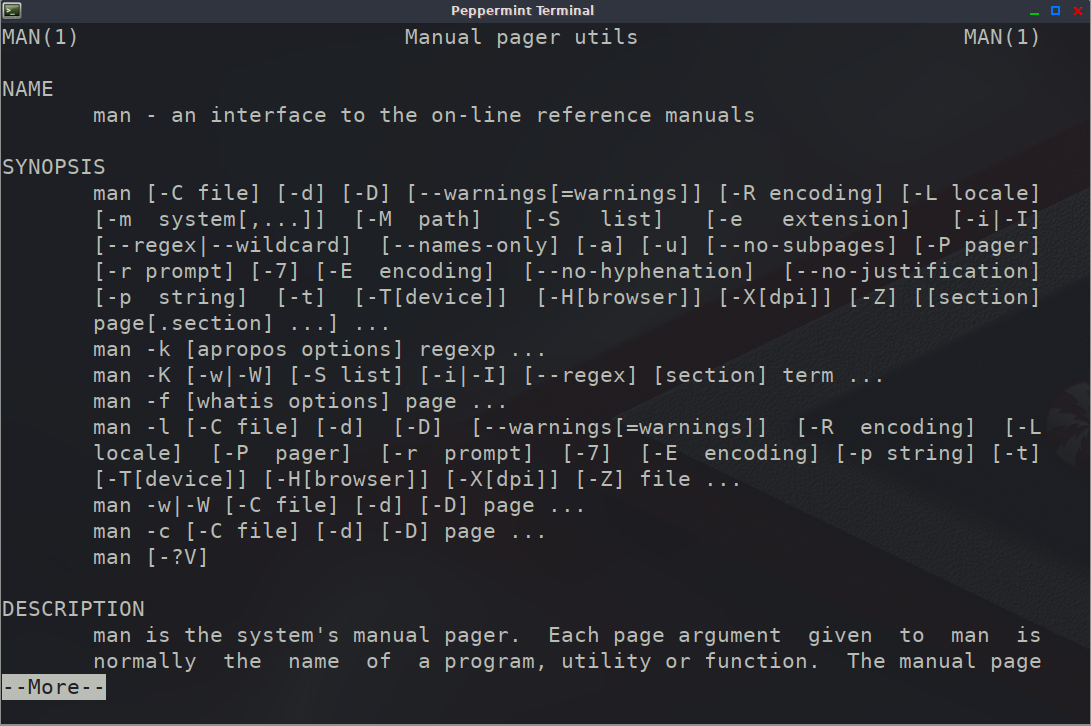 Peppermint Terminal
MAN(1)                         Manual pager utils                         MAN(1)

NAME
       man - an interface to the on-line reference manuals

SYNOPSIS
       man [-C file] [-d] [-D] [--warnings[=warnings]] [-R encoding] [-L locale]
       [-m  system[,...]]  [-M  path]   [-S   list]   [-e   extension]   [-i|-I]
       [--regex|--wildcard]  [--names-only] [-a] [-u] [--no-subpages] [-P pager]
       [-r prompt] [-7] [-E  encoding]  [--no-hyphenation]  [--no-justification]
       [-p  string]  [-t]  [-T[device]]  [-H[browser]] [-X[dpi]] [-Z] [[section]
       page[.section] ...] ...
       man -k [apropos options] regexp ...
       man -K [-w|-W] [-S list] [-i|-I] [--regex] [section] term ...
       man -f [whatis options] page ...
       man -l [-C file] [-d]  [-D]  [--warnings[=warnings]]  [-R  encoding]  [-L
       locale]  [-P  pager]  [-r  prompt]  [-7]  [-E  encoding] [-p string] [-t]
       [-T[device]] [-H[browser]] [-X[dpi]] [-Z] file ...
       man -w|-W [-C file] [-d] [-D] page ...
       man -c [-C file] [-d] [-D] page ...
       man [-?V]

DESCRIPTION
       man is the system's manual pager.  Each page argument  given  to  man  is
       normally  the  name  of  a program, utility or function.  The manual page
--More--